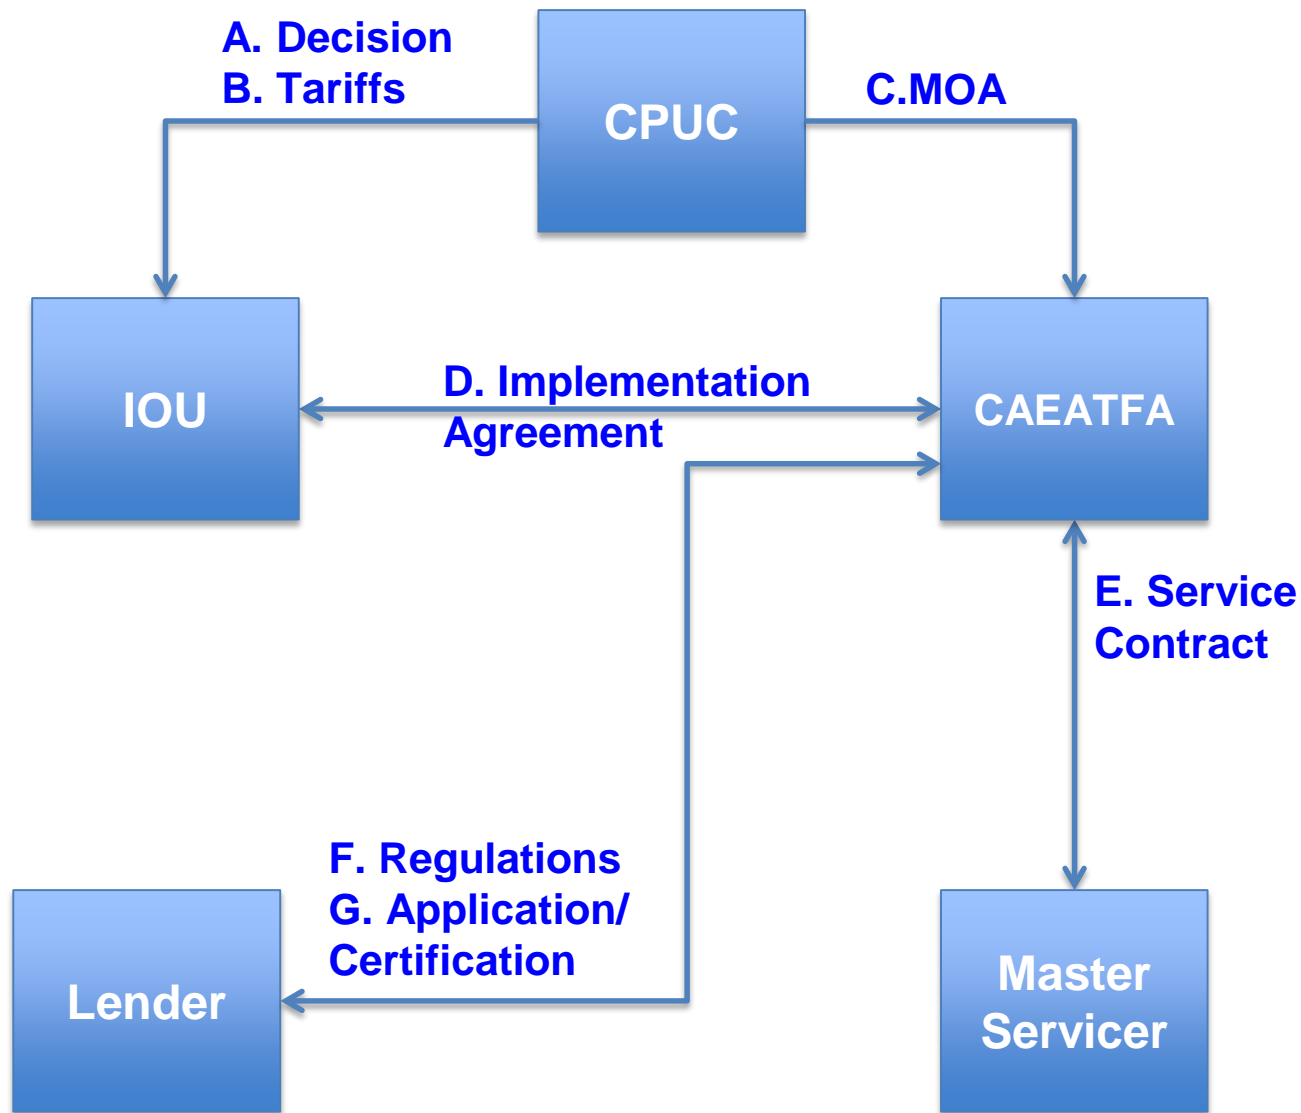 A. Decision
B. Tariffs
C.MOA
CPUC
D. Implementation
Agreement
IOU
CAEATFA
E. Service
Contract
F. Regulations
G. Application/
Certification
Lender
Master
Servicer